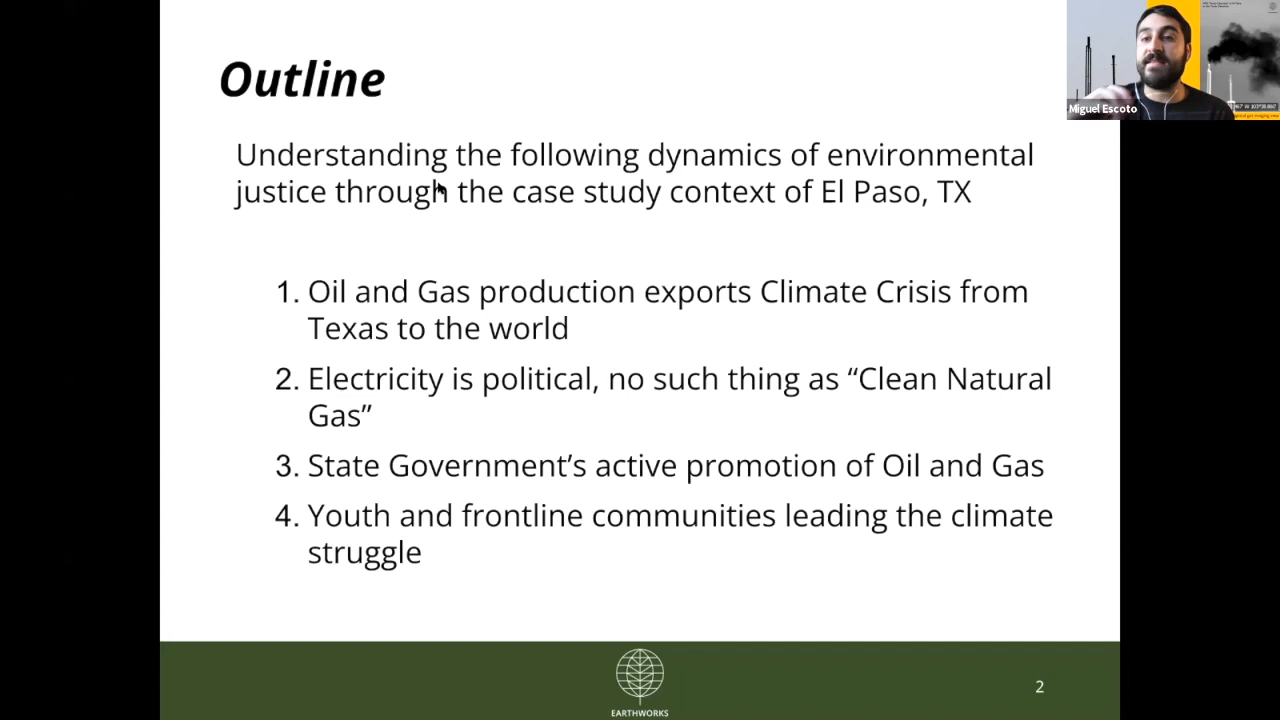 Outline
Miguel Escoto
Understanding the following dynamics of environmental
justice through the case study context of El Paso, TX
1. Oil and Gas production exports Climate Crisis from
Texas to the world
2. Electricity is political, no such thing as “Clean Natural
Gas”
3. State Government’s active promotion of Oil and Gas
4. Youth and frontline communities leading the climate
struggle
EARTHWORKS
2